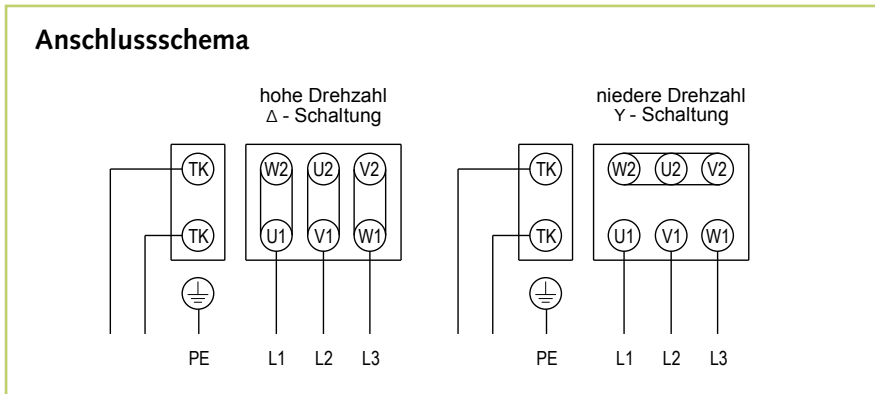 Anschlussschema
hohe Drehzahl
Δ - Schaltung
TK
W2 U2 V2
TK
U1 V1 W1
PE L1 L2 L3
niedere Drehzahl
Y - Schaltung
TK
W2 U2 V2
TK
U1 V1 W1
PE L1 L2 L3